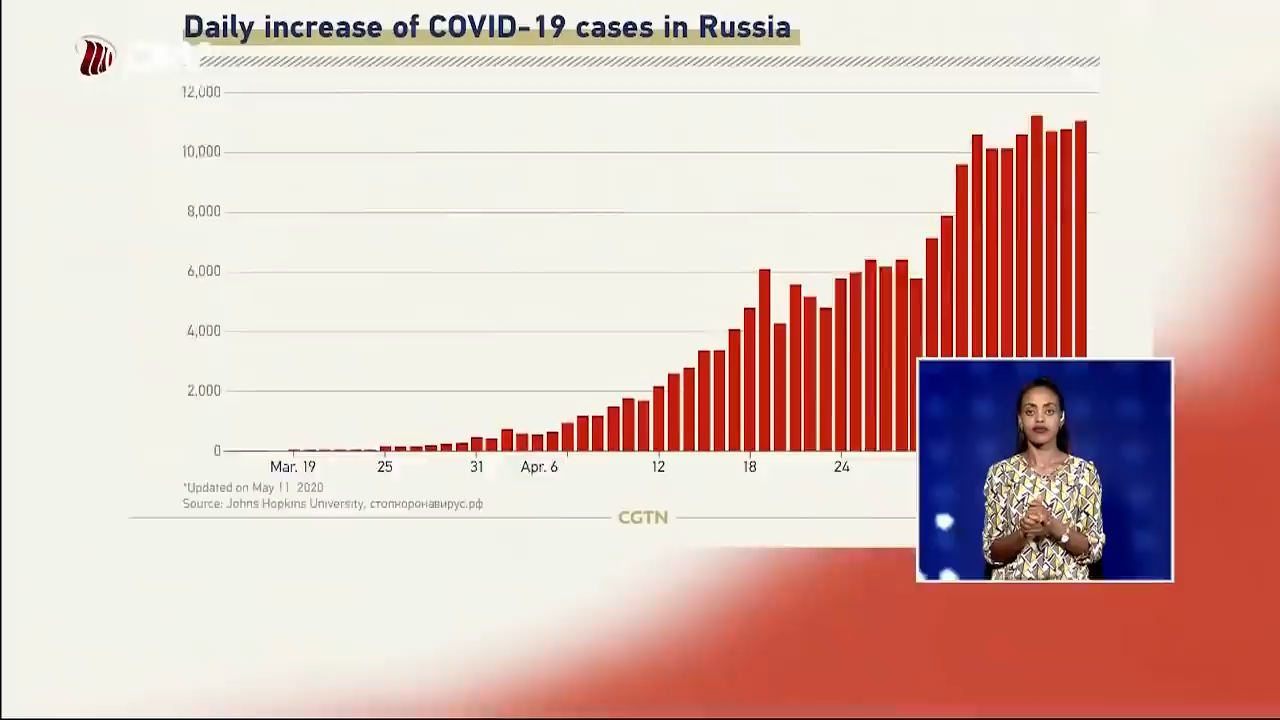 Daily increase of COVID-19 cases in Russia
12,000
10,000
8,000
6,000
4,000
2,000
0
Mar. 19 25 31 Apr. 6 12 18 24
*Updated on May 11 2020
Source: Johns Hopkins University, стопкоронавирус.рф
CGTN